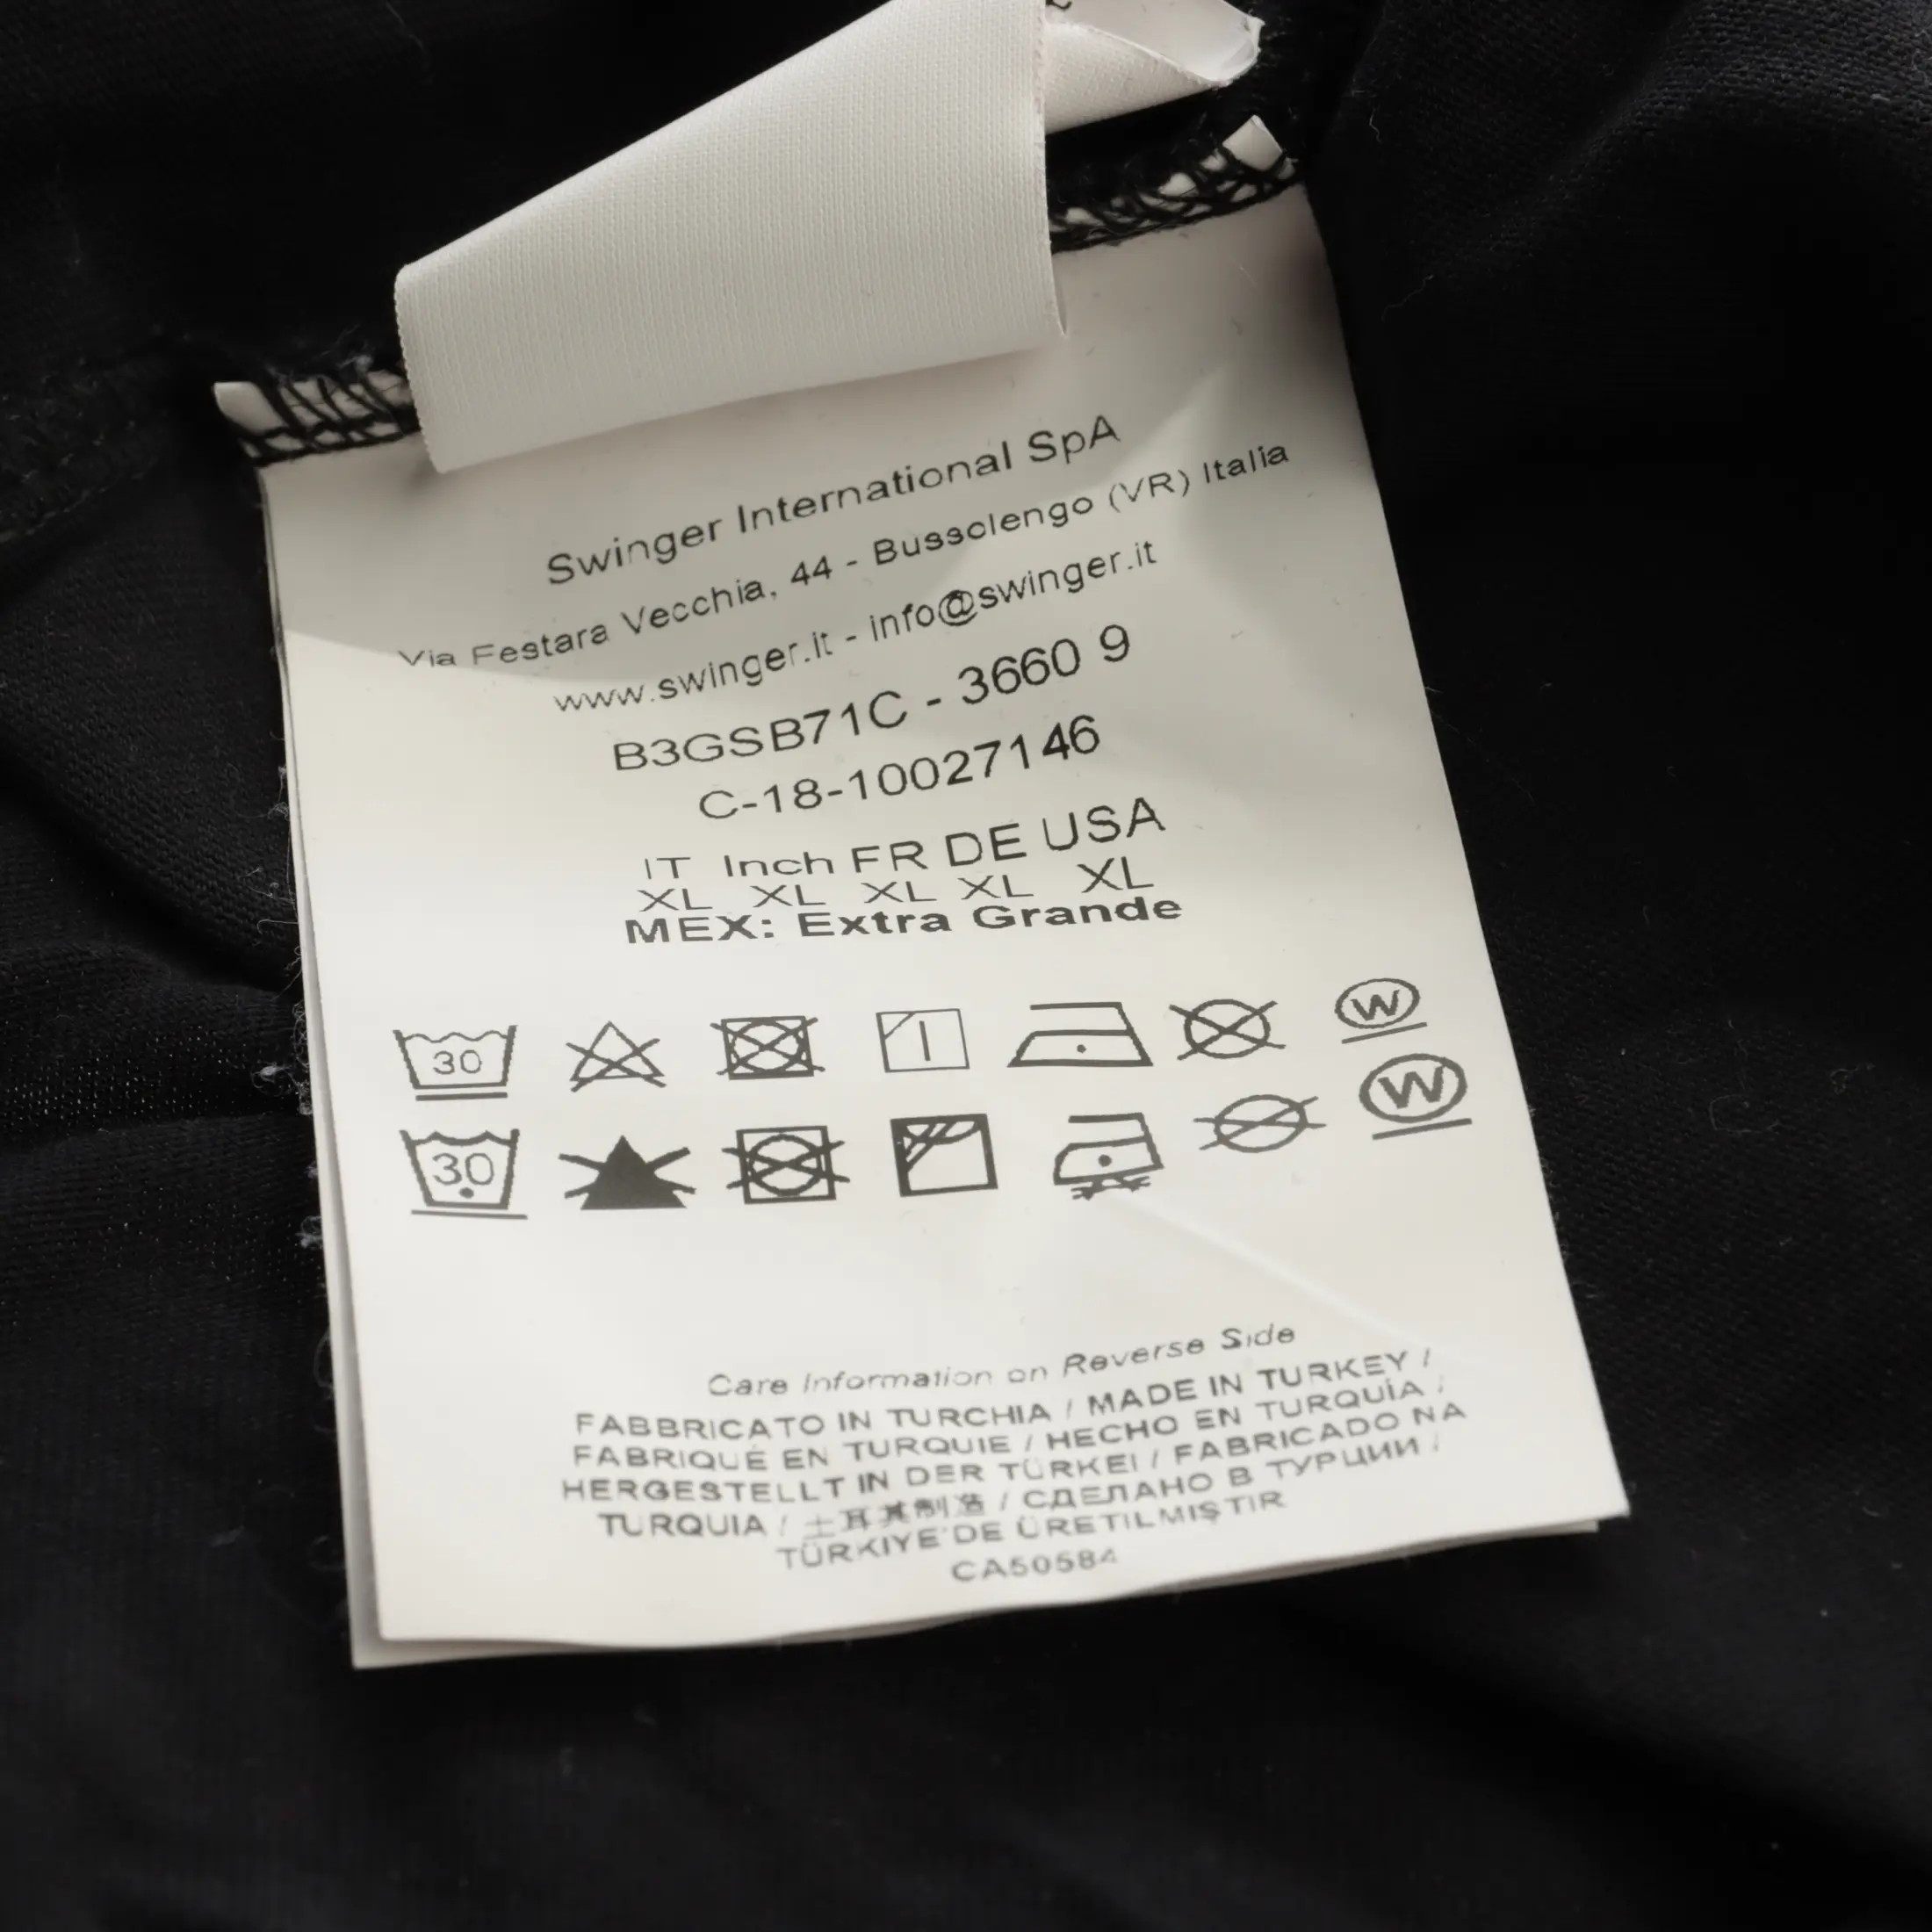 Swinger International SpA
Via Festara Vecchia, 44 - Bussolengo (VR) Italia
www.swinger.it - info@swinger.it
B3GSB71C - 3660 9
C-18-10027146
IT Inch FR DE USA
XL XL XL XL XL
MEX: Extra Grande
30
W
30
W
Care Information on Reverse Side
FABBRICATO IN TURCHIA / MADE IN TURKEY /
FABRIQUÉ EN TURQUIE / HECHO EN TURQUÍA /
HERGESTELLT IN DER TÜRKEI / FABRICADO NA
TURQUIA / 土耳其制造 / СДЕЛАНО В ТУРЦИИ /
TÜRKIYE'DE ÜRETILMIŞTIR
CA50584